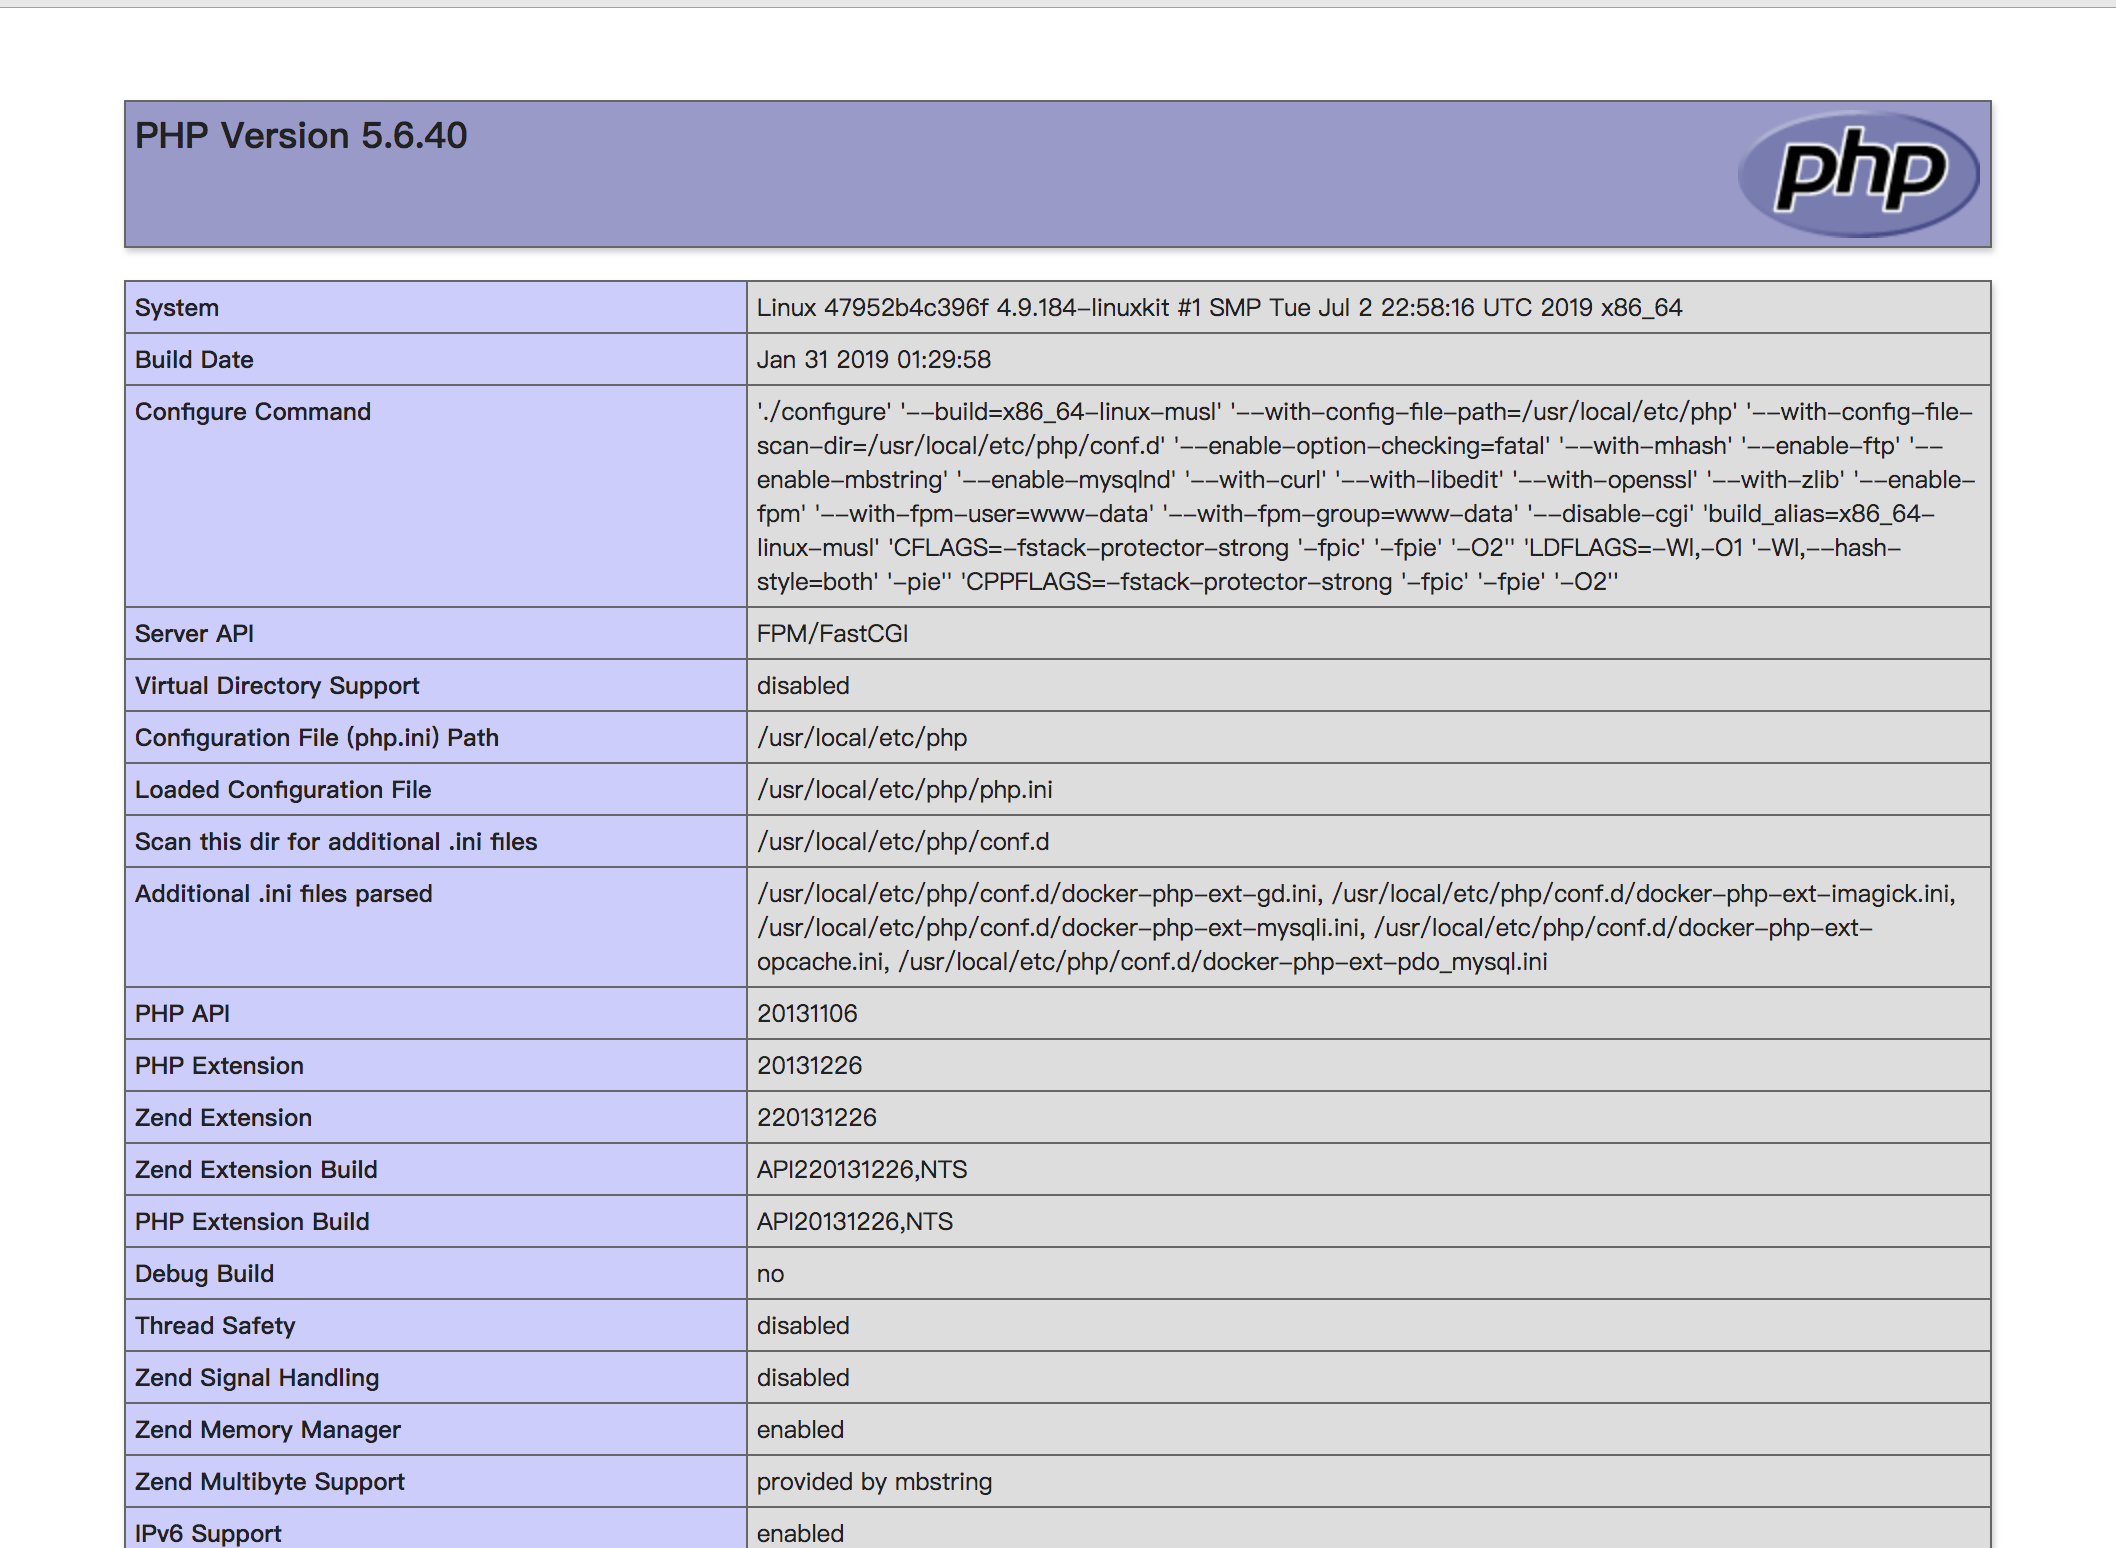 PHP Version 5.6.40
php
System
Linux 47952b4c396f 4.9.184-linuxkit #1 SMP Tue Jul 2 22:58:16 UTC 2019 x86_64
Build Date
Jan 31 2019 01:29:58
Configure Command
'./configure' '--build=x86_64-linux-musl' '--with-config-file-path=/usr/local/etc/php' '--with-config-file-
scan-dir=/usr/local/etc/php/conf.d' '--enable-option-checking=fatal' '--with-mhash' '--enable-ftp' '--
enable-mbstring' '--enable-mysqlnd' '--with-curl' '--with-libedit' '--with-openssl' '--with-zlib' '--enable-
fpm' '--with-fpm-user=www-data' '--with-fpm-group=www-data' '--disable-cgi' 'build_alias=x86_64-
linux-musl' 'CFLAGS=-fstack-protector-strong '-fpic' '-fpie' '-O2'' 'LDFLAGS=-Wl,-O1 '-Wl,--hash-
style=both' '-pie'' 'CPPFLAGS=-fstack-protector-strong '-fpic' '-fpie' '-O2''
Server API
FPM/FastCGI
Virtual Directory Support
disabled
Configuration File (php.ini) Path
/usr/local/etc/php
Loaded Configuration File
/usr/local/etc/php/php.ini
Scan this dir for additional .ini files
/usr/local/etc/php/conf.d
Additional .ini files parsed
/usr/local/etc/php/conf.d/docker-php-ext-gd.ini, /usr/local/etc/php/conf.d/docker-php-ext-imagick.ini,
/usr/local/etc/php/conf.d/docker-php-ext-mysqli.ini, /usr/local/etc/php/conf.d/docker-php-ext-
opcache.ini, /usr/local/etc/php/conf.d/docker-php-ext-pdo_mysql.ini
PHP API
20131106
PHP Extension
20131226
Zend Extension
220131226
Zend Extension Build
API220131226,NTS
PHP Extension Build
API20131226,NTS
Debug Build
no
Thread Safety
disabled
Zend Signal Handling
disabled
Zend Memory Manager
enabled
Zend Multibyte Support
provided by mbstring
IPv6 Support
enabled